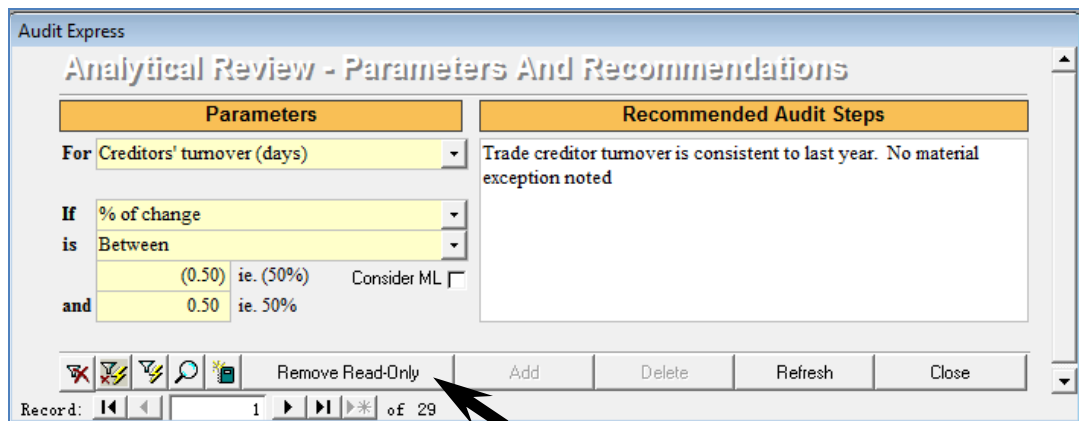 Audit Express
Analytical Review - Parameters And Recommendations
Parameters
Recommended Audit Steps
For Creditors' turnover (days)
Trade creditor turnover is consistent to last year. No material
exception noted
If % of change
is Between
(0.50) ie. (50%) Consider ML
and 0.50 ie. 50%
Remove Read-Only Add Delete Refresh Close
Record: 1 of 29